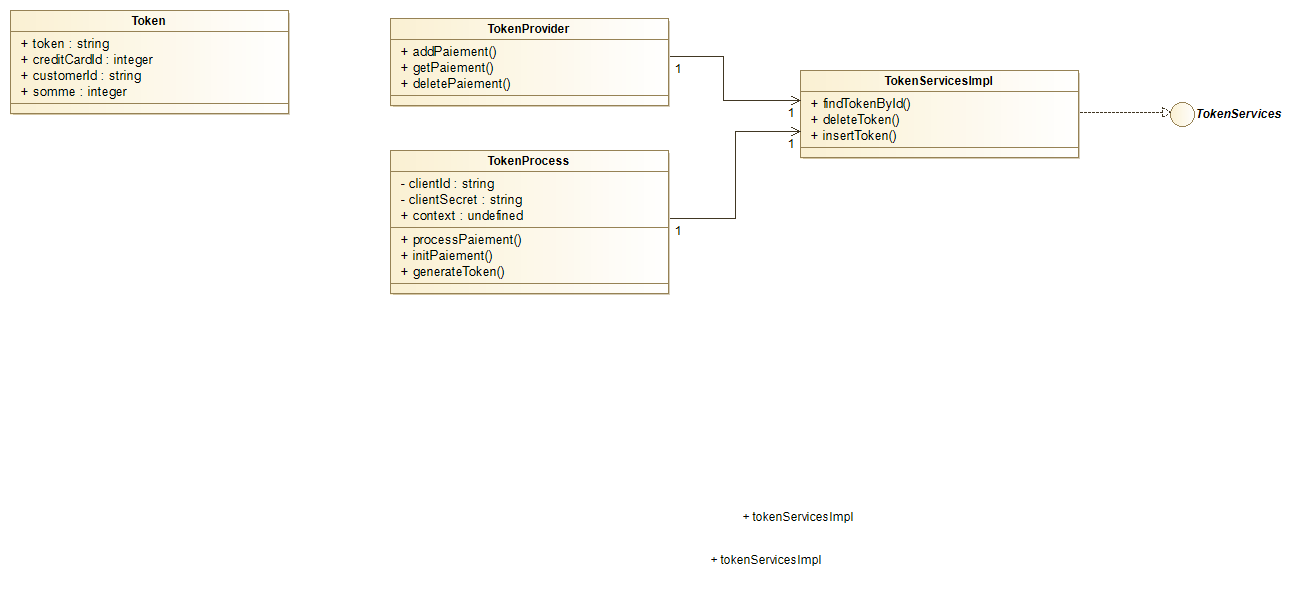 Token
+ token : string
+ creditCardId : integer
+ customerId : string
+ somme : integer
TokenProvider
+ addPaiement()
+ getPaiement()
+ deletePaiement()
1
1
TokenProcess
- clientId : string
- clientSecret : string
+ context : undefined
+ processPaiement()
+ initPaiement()
+ generateToken()
1
1
TokenServicesImpl
+ findTokenById()
+ deleteToken()
+ insertToken()
TokenServices
+ tokenServicesImpl
+ tokenServicesImpl